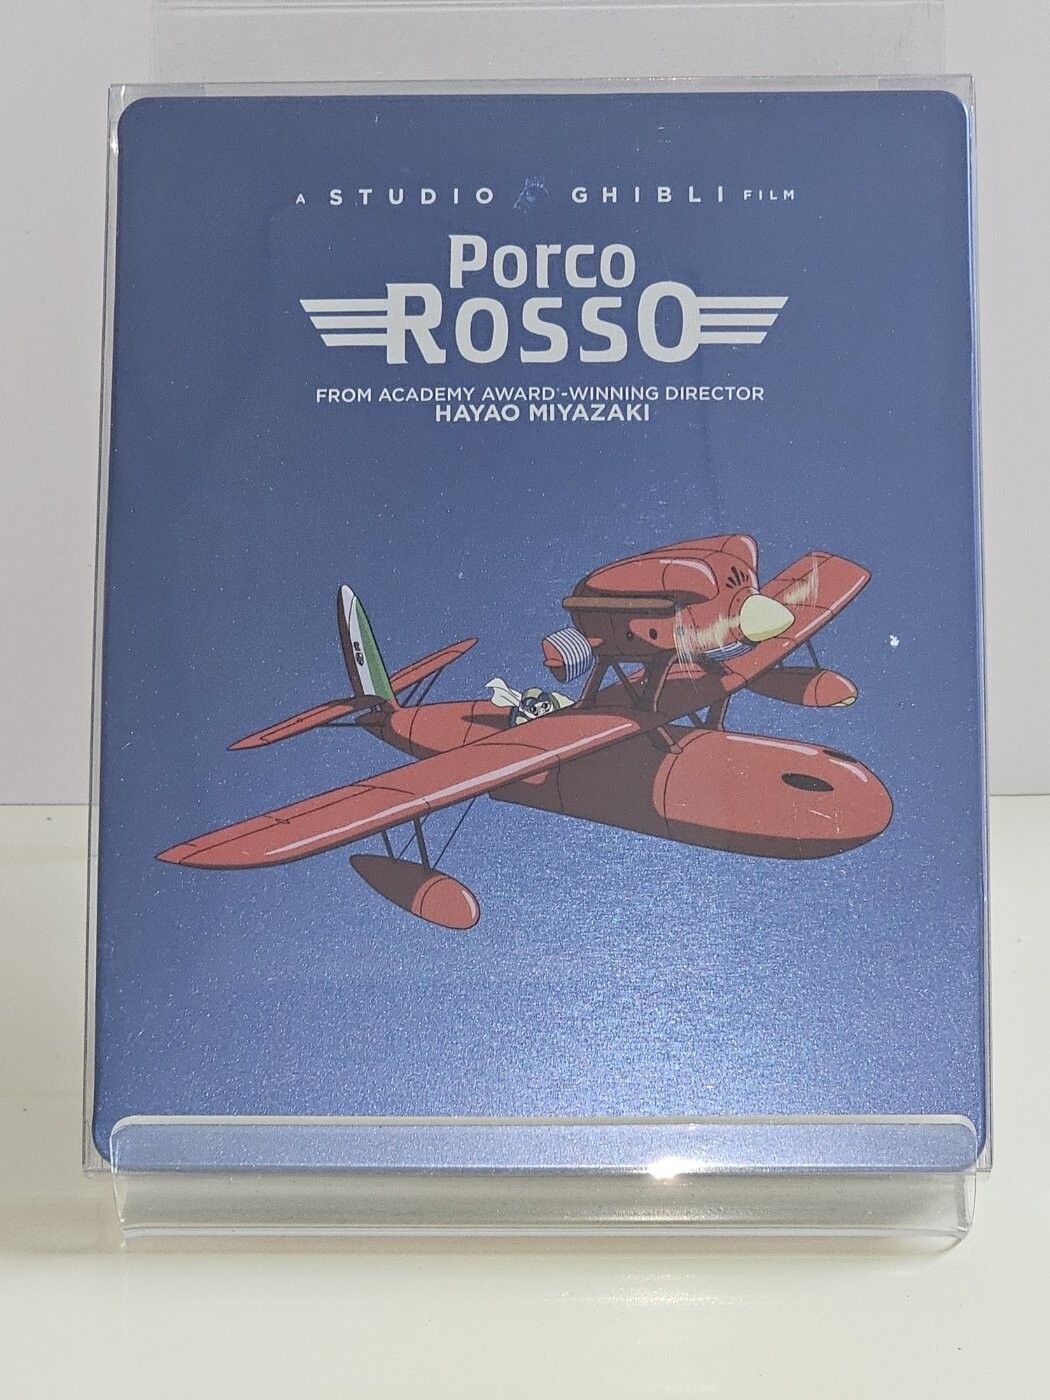 A STUDIO GHIBLI FILM
Porco
Rosso
FROM ACADEMY AWARD®-WINNING DIRECTOR
HAYAO MIYAZAKI